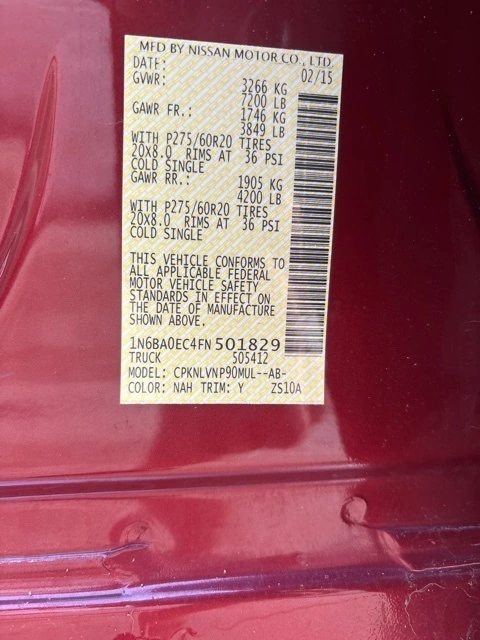 MFD BY NISSAN MOTOR CO., LTD.
DATE: 02/15
GVWR: 3266 KG
7200 LB
GAWR FR.: 1746 KG
3849 LB
WITH P275/60R20 TIRES
20X8.0 RIMS AT 36 PSI
COLD SINGLE
GAWR RR.: 1905 KG
4200 LB
WITH P275/60R20 TIRES
20X8.0 RIMS AT 36 PSI
COLD SINGLE
THIS VEHICLE CONFORMS TO
ALL APPLICABLE FEDERAL
MOTOR VEHICLE SAFETY
STANDARDS IN EFFECT ON
THE DATE OF MANUFACTURE
SHOWN ABOVE.
1N6BA0EC4FN501829
TRUCK 505412
MODEL: CPKNLVNP90MUL--AB-
COLOR: NAH TRIM: Y ZS10A